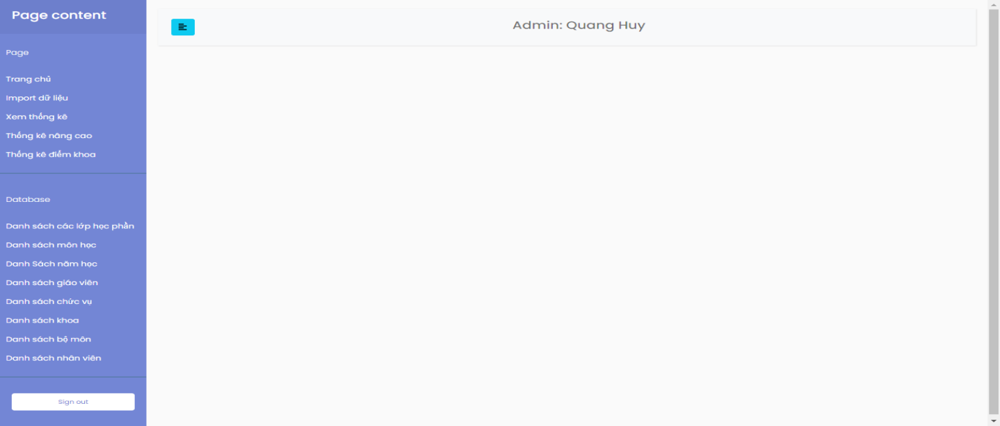 Page content
Admin: Quang Huy
Page
Trang chủ
Import dữ liệu
Xem thống kê
Thống kê nâng cao
Thống kê điểm khoa
Database
Danh sách các lớp học phần
Danh sách môn học
Danh Sách năm học
Danh sách giáo viên
Danh sách chức vụ
Danh sách khoa
Danh sách bộ môn
Danh sách nhân viên
Sign out